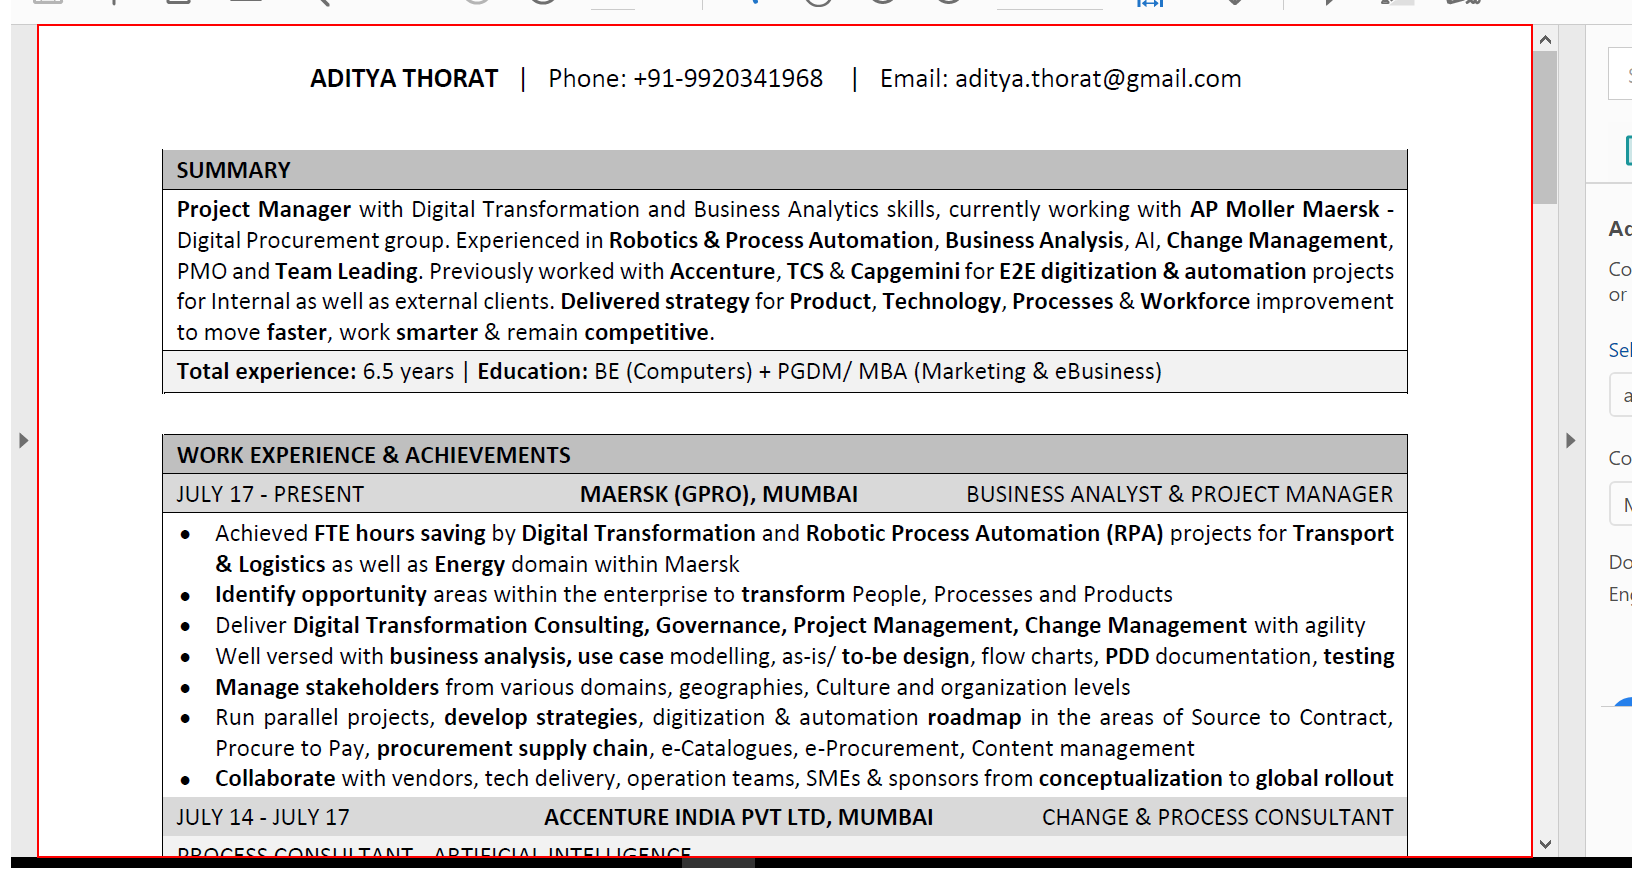 ADITYA THORAT | Phone: +91-9920341968 | Email: aditya.thorat@gmail.com
SUMMARY
Project Manager with Digital Transformation and Business Analytics skills, currently working with AP Moller Maersk -
Digital Procurement group. Experienced in Robotics & Process Automation, Business Analysis, AI, Change Management,
PMO and Team Leading. Previously worked with Accenture, TCS & Capgemini for E2E digitization & automation projects
for Internal as well as external clients. Delivered strategy for Product, Technology, Processes & Workforce improvement
to move faster, work smarter & remain competitive.
Total experience: 6.5 years | Education: BE (Computers) + PGDM/ MBA (Marketing & eBusiness)
WORK EXPERIENCE & ACHIEVEMENTS
JULY 17 - PRESENT MAERSK (GPRO), MUMBAI BUSINESS ANALYST & PROJECT MANAGER
• Achieved FTE hours saving by Digital Transformation and Robotic Process Automation (RPA) projects for Transport
& Logistics as well as Energy domain within Maersk
• Identify opportunity areas within the enterprise to transform People, Processes and Products
• Deliver Digital Transformation Consulting, Governance, Project Management, Change Management with agility
• Well versed with business analysis, use case modelling, as-is/ to-be design, flow charts, PDD documentation, testing
• Manage stakeholders from various domains, geographies, Culture and organization levels
• Run parallel projects, develop strategies, digitization & automation roadmap in the areas of Source to Contract,
Procure to Pay, procurement supply chain, e-Catalogues, e-Procurement, Content management
• Collaborate with vendors, tech delivery, operation teams, SMEs & sponsors from conceptualization to global rollout
JULY 14 - JULY 17 ACCENTURE INDIA PVT LTD, MUMBAI CHANGE & PROCESS CONSULTANT
PROCESS CONSULTANT - ARTIFICIAL INTELLIGENCE
or